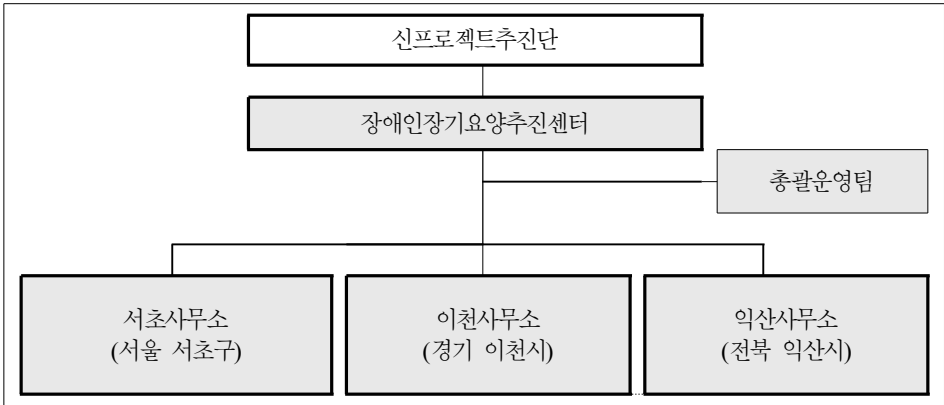 신프로젝트추진단
장애인장기요양추진센터
총괄운영팀
서초사무소
(서울 서초구)
이천사무소
(경기 이천시)
익산사무소
(전북 익산시)